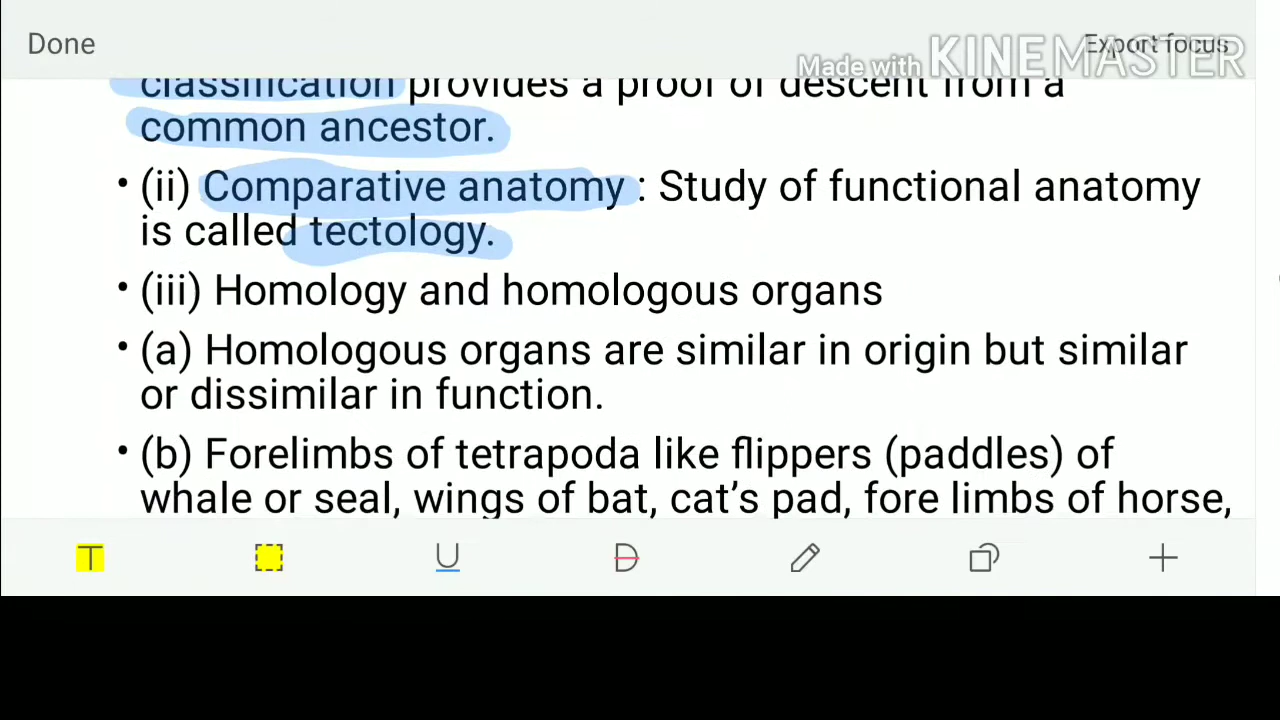 Done
Export focus
Made with KINEMASTER
classification provides a proof of descent from a
common ancestor.
• (ii) Comparative anatomy : Study of functional anatomy
is called tectology.
• (iii) Homology and homologous organs
• (a) Homologous organs are similar in origin but similar
or dissimilar in function.
• (b) Forelimbs of tetrapoda like flippers (paddles) of
whale or seal, wings of bat, cat’s pad, fore limbs of horse,
T U D